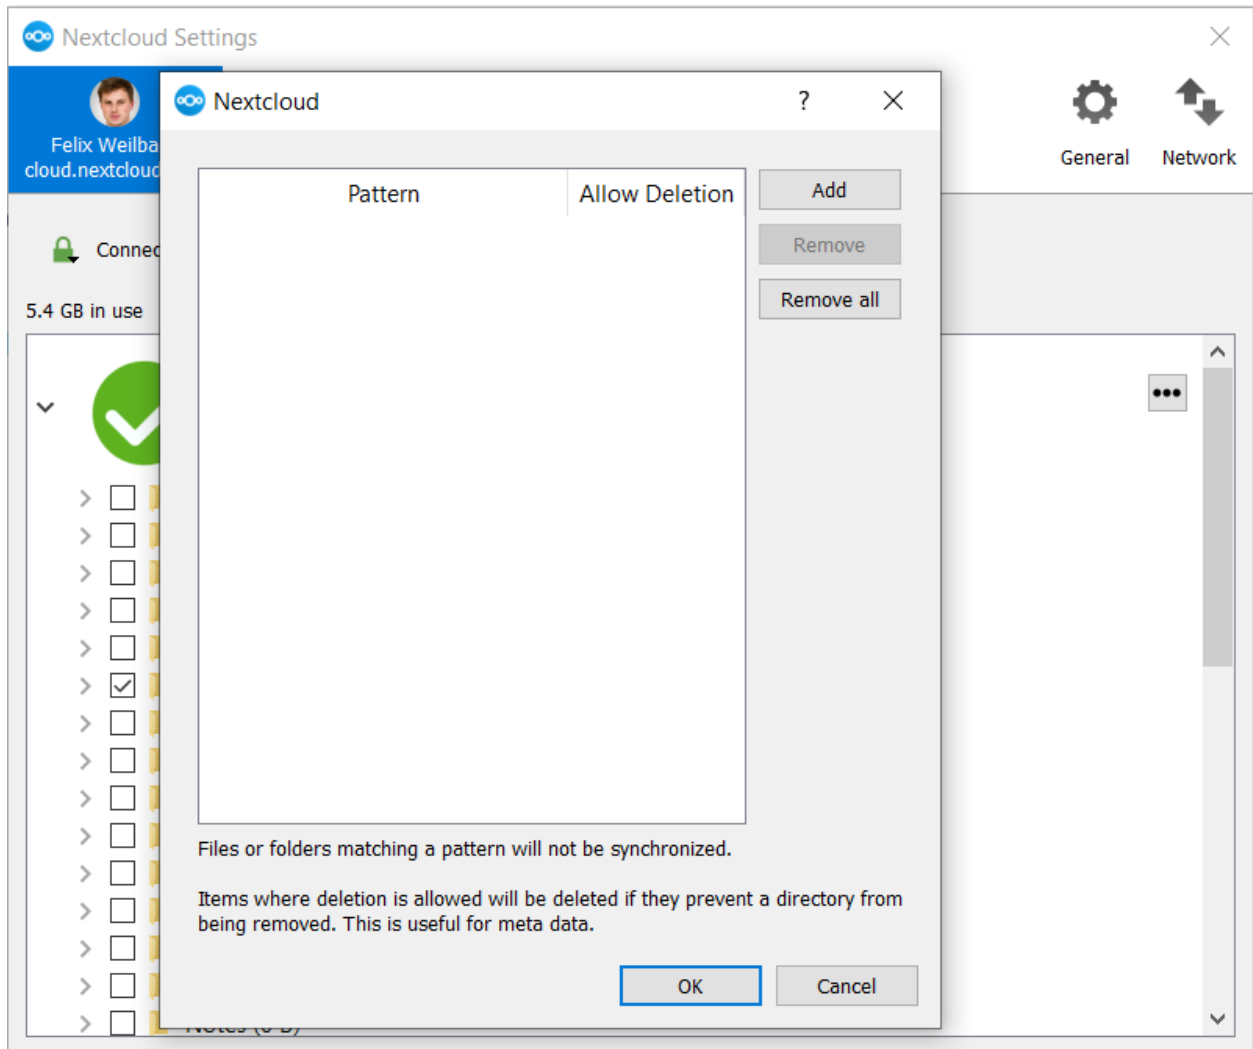 Nextcloud Settings
Nextcloud
?
Felix Weilba
cloud.nextcloud
General
Network
Pattern
Allow Deletion
Add
Remove
Remove all
Connec
5.4 GB in use
Files or folders matching a pattern will not be synchronized.
Items where deletion is allowed will be deleted if they prevent a directory from
being removed. This is useful for meta data.
OK
Cancel
Notes (0 B)